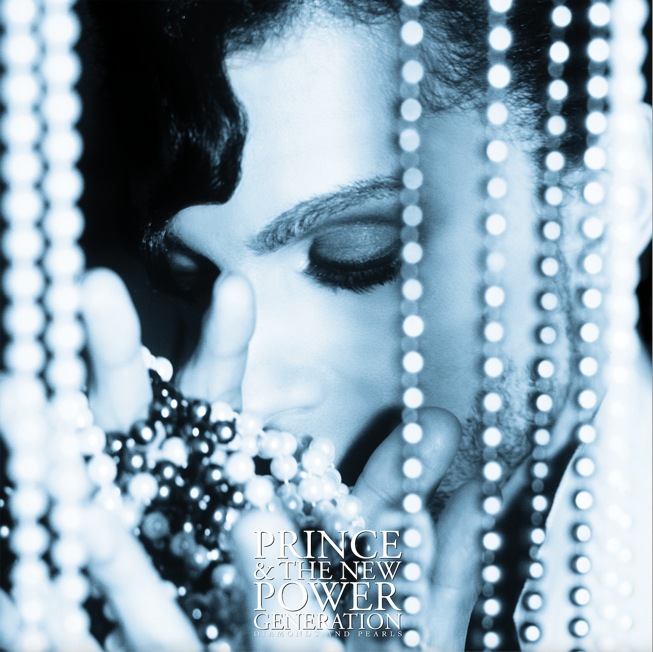 PRINCE
& THE NEW
POWER
GENERATION
DIAMONDS AND PEARLS